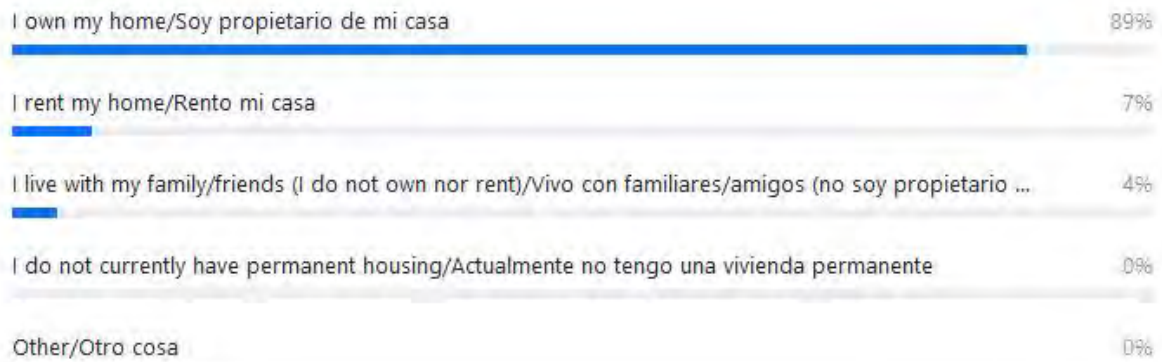 I own my home/Soy propietario de mi casa 89%
I rent my home/Rento mi casa 7%
I live with my family/friends (I do not own nor rent)/Vivo con familiares/amigos (no soy propietario ... 4%
I do not currently have permanent housing/Actualmente no tengo una vivienda permanente 0%
Other/Otro cosa 0%